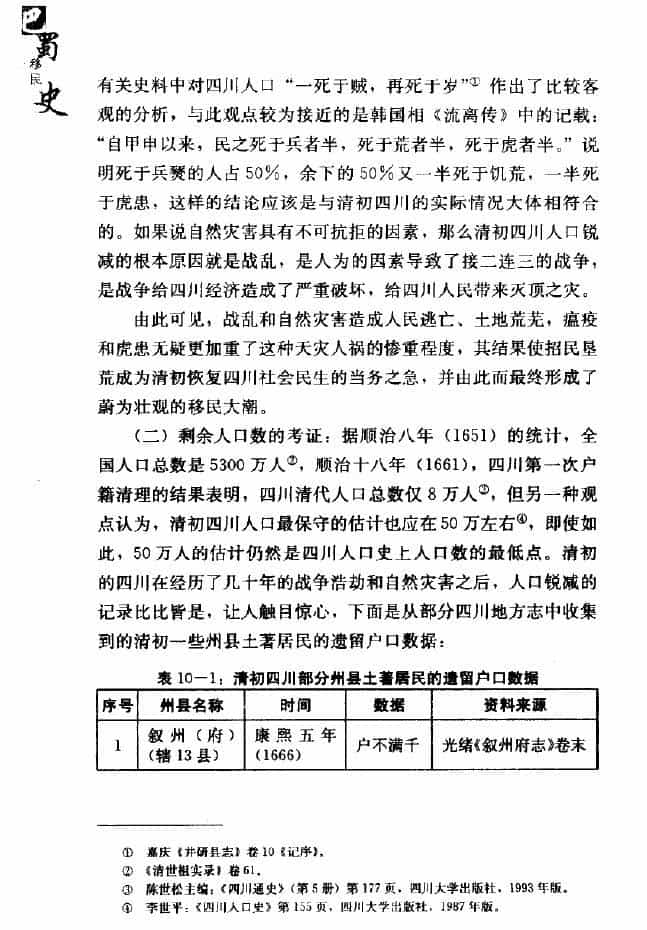 巴蜀移民史
有关史料中对四川人口“一死于贼，再死于岁”① 作出了比较客
观的分析，与此观点较为接近的是韩国相《流离传》中的记载：
“自甲申以来，民之死于兵者半，死于荒者半，死于虎者半。”说
明死于兵燹的人占50％，余下的50％又一半死于饥荒，一半死
于虎患，这样的结论应该是与清初四川的实际情况大体相符合
的。如果说自然灾害具有不可抗拒的因素，那么清初四川人口锐
减的根本原因就是战乱，是人为的因素导致了接二连三的战争，
是战争给四川经济造成了严重破坏，给四川人民带来灭顶之灾。
由此可见，战乱和自然灾害造成人民逃亡、土地荒芜，瘟疫
和虎患无疑更加重了这种天灾人祸的惨重程度，其结果使招民垦
荒成为清初恢复四川社会民生的当务之急，并由此而最终形成了
蔚为壮观的移民大潮。
（二）剩余人口数的考证：据顺治八年（1651）的统计，全
国人口总数是5300万人②，顺治十八年（1661），四川第一次户
籍清理的结果表明，四川清代人口总数仅8万人③，但另一种观
点认为，清初四川人口最保守的估计也应在50万左右④，即使如
此，50万人的估计仍然是四川人口史上人口数的最低点。清初
的四川在经历了几十年的战争浩劫和自然灾害之后，人口锐减的
记录比比皆是，让人触目惊心，下面是从部分四川地方志中收集
到的清初一些州县土著居民的遗留户口数据：
表10－1：清初四川部分州县土著居民的遗留户口数据
序号 州县名称 时间 数据 资料来源
1 叙州（府）（辖13县） 康熙五年（1666） 户不满千 光绪《叙州府志》卷末
① 嘉庆《井研县志》卷10《记序》。
② 《清世祖实录》卷61。
③ 陈世松主编：《四川通史》（第5册）第177页，四川大学出版社，1993年版。
④ 李世平：《四川人口史》第155页，四川大学出版社，1987年版。